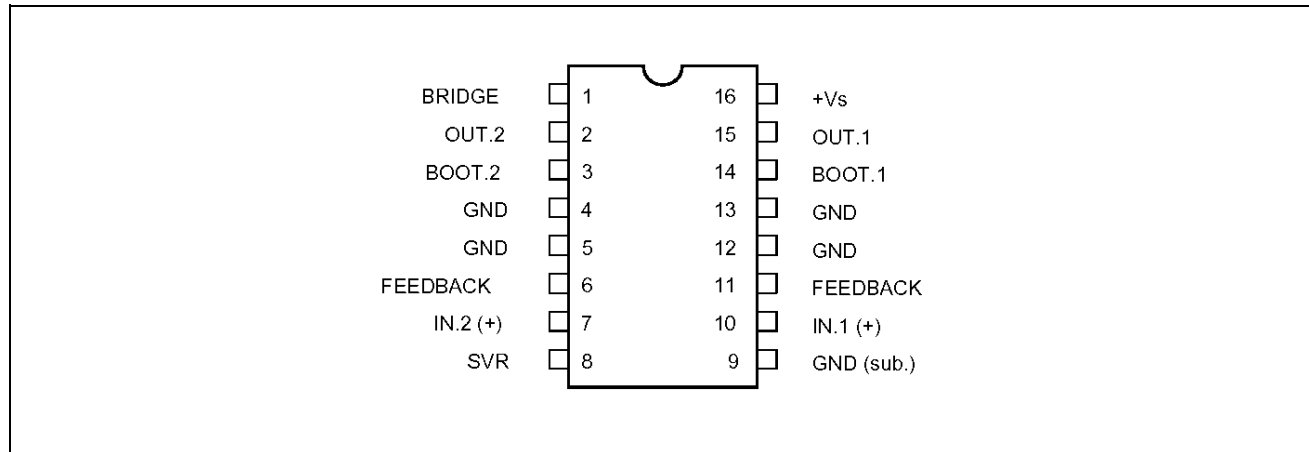 BRIDGE 1 16 +Vs
OUT.2 2 15 OUT.1
BOOT.2 3 14 BOOT.1
GND 4 13 GND
GND 5 12 GND
FEEDBACK 6 11 FEEDBACK
IN.2 (+) 7 10 IN.1 (+)
SVR 8 9 GND (sub.)